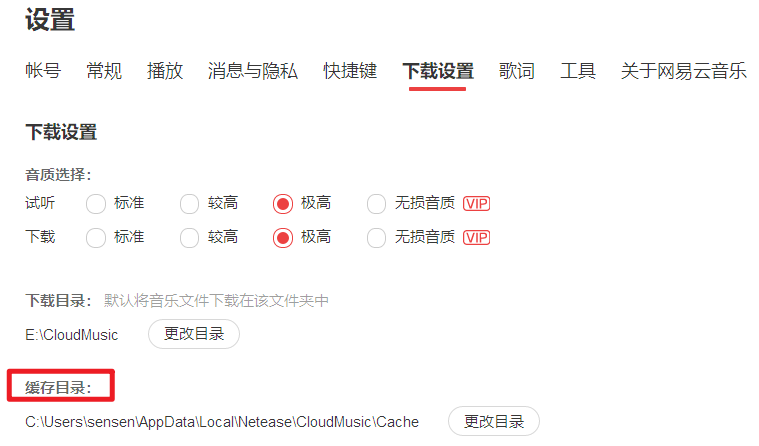 设置
帐号 常规 播放 消息与隐私 快捷键 下载设置 歌词 工具 关于网易云音乐
下载设置
音质选择：
试听 标准 较高 极高 无损音质 VIP
下载 标准 较高 极高 无损音质 VIP
下载目录： 默认将音乐文件下载在该文件夹中
E:\CloudMusic 更改目录
缓存目录：
C:\Users\sensen\AppData\Local\Netease\CloudMusic\Cache 更改目录